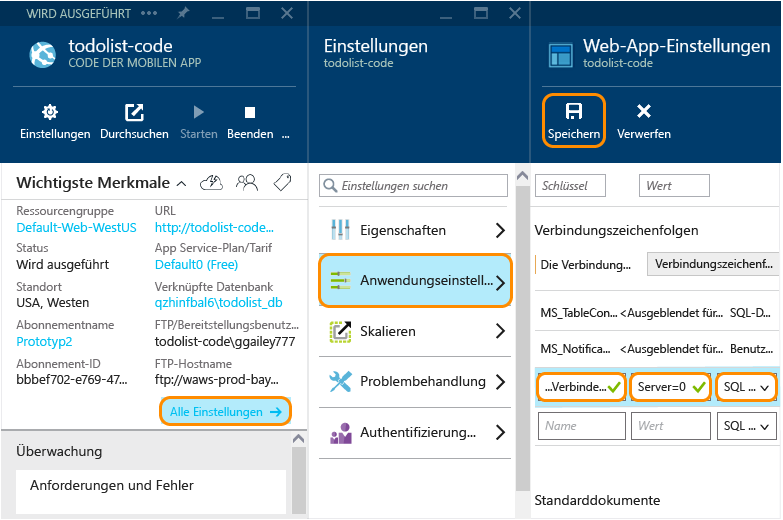 WIRD AUSGEFÜHRT
todolist-code
CODE DER MOBILEN APP
Einstellungen
Durchsuchen
Starten
Beenden
...
Wichtigste Merkmale
Ressourcengruppe
Default-Web-WestUS
URL
http://todolist-code...
Status
Wird ausgeführt
App Service-Plan/Tarif
Default0 (Free)
Standort
USA, Westen
Verknüpfte Datenbank
qzhinfbal6\todolist_db
Abonnementname
Prototyp2
FTP/Bereitstellungsbenutz...
todolist-code\ggailey777
Abonnement-ID
bbbef702-e769-47...
FTP-Hostname
ftp://waws-prod-bay...
Alle Einstellungen
Überwachung
Anforderungen und Fehler
Einstellungen
todolist-code
Einstellungen suchen
Eigenschaften
Anwendungseinstell...
Skalieren
Problembehandlung
Authentifizierung...
Web-App-Einstellungen
todolist-code
Speichern
Verwerfen
Schlüssel
Wert
Verbindungszeichenfolgen
Die Verbindung...
Verbindungszeichenf...
MS_TableCon... <Ausgeblendet für... SQL-D...
MS_Notifica... <Ausgeblendet für... Benutz...
...Verbinde... Server=0 SQL ...
Name Wert SQL ...
Standarddokumente